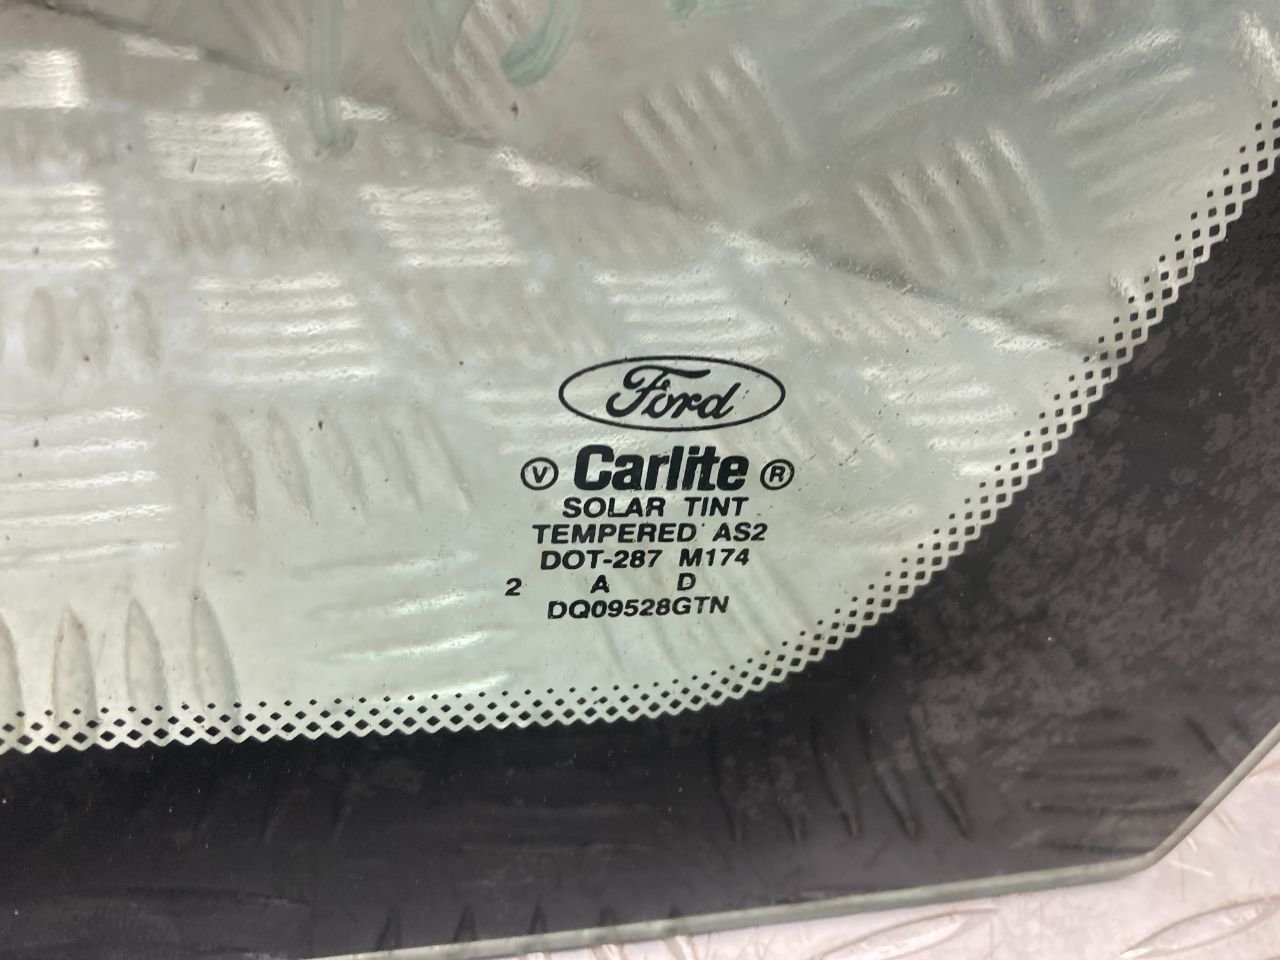 Ford
V Carlite R
SOLAR TINT
TEMPERED AS2
DOT-287 M174
2 A D
DQ09528GTN